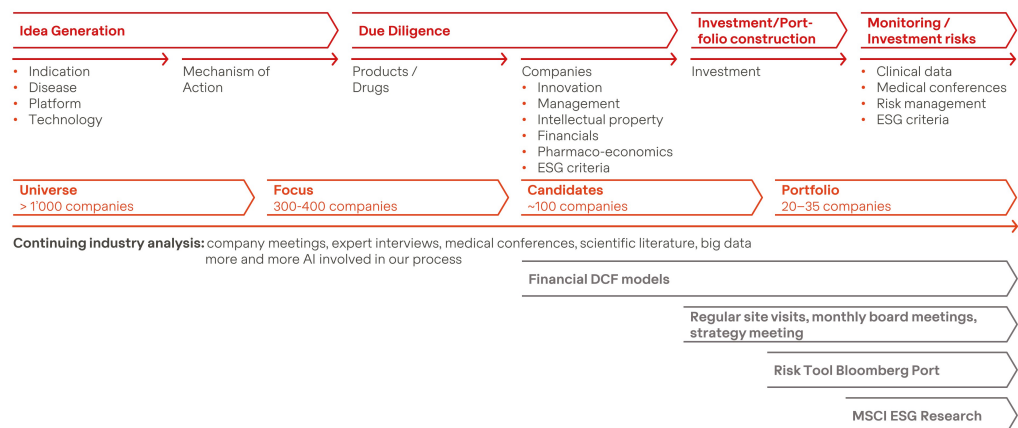 Idea Generation
Due Diligence
Investment/Port-
folio construction
Monitoring /
Investment risks
• Indication
• Disease
• Platform
• Technology
Mechanism of
Action
Products /
Drugs
Companies
• Innovation
• Management
• Intellectual property
• Financials
• Pharmaco-economics
• ESG criteria
Investment
• Clinical data
• Medical conferences
• Risk management
• ESG criteria
Universe
> 1'000 companies
Focus
300-400 companies
Candidates
~100 companies
Portfolio
20–35 companies
Continuing industry analysis: company meetings, expert interviews, medical conferences, scientific literature, big data
more and more AI involved in our process
Financial DCF models
Regular site visits, monthly board meetings,
strategy meeting
Risk Tool Bloomberg Port
MSCI ESG Research